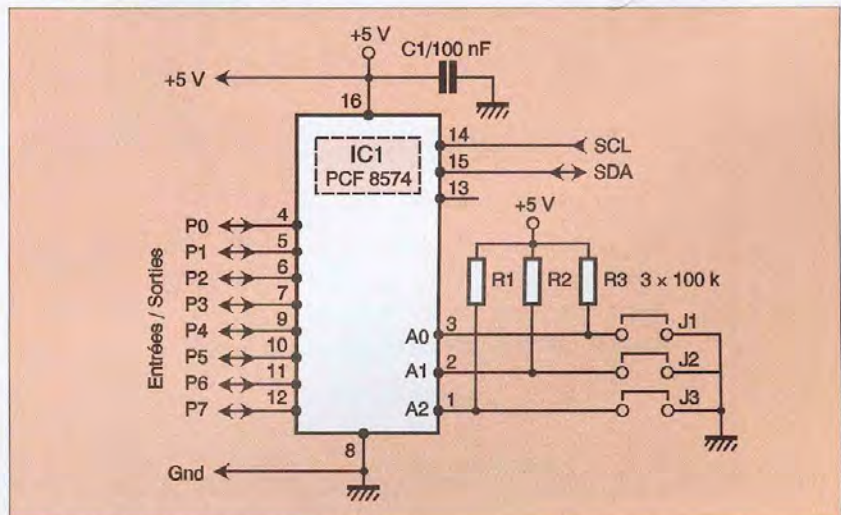 +5 V
C1/100 nF
+5 V
16
IC1
PCF 8574
14
SCL
15
SDA
13
+5 V
Entrées / Sorties
P0
4
P1
5
P2
6
P3
7
P4
9
P5
10
P6
11
P7
12
R1
R2
R3
3 × 100 k
A0
3
J1
A1
2
J2
A2
1
J3
8
Gnd